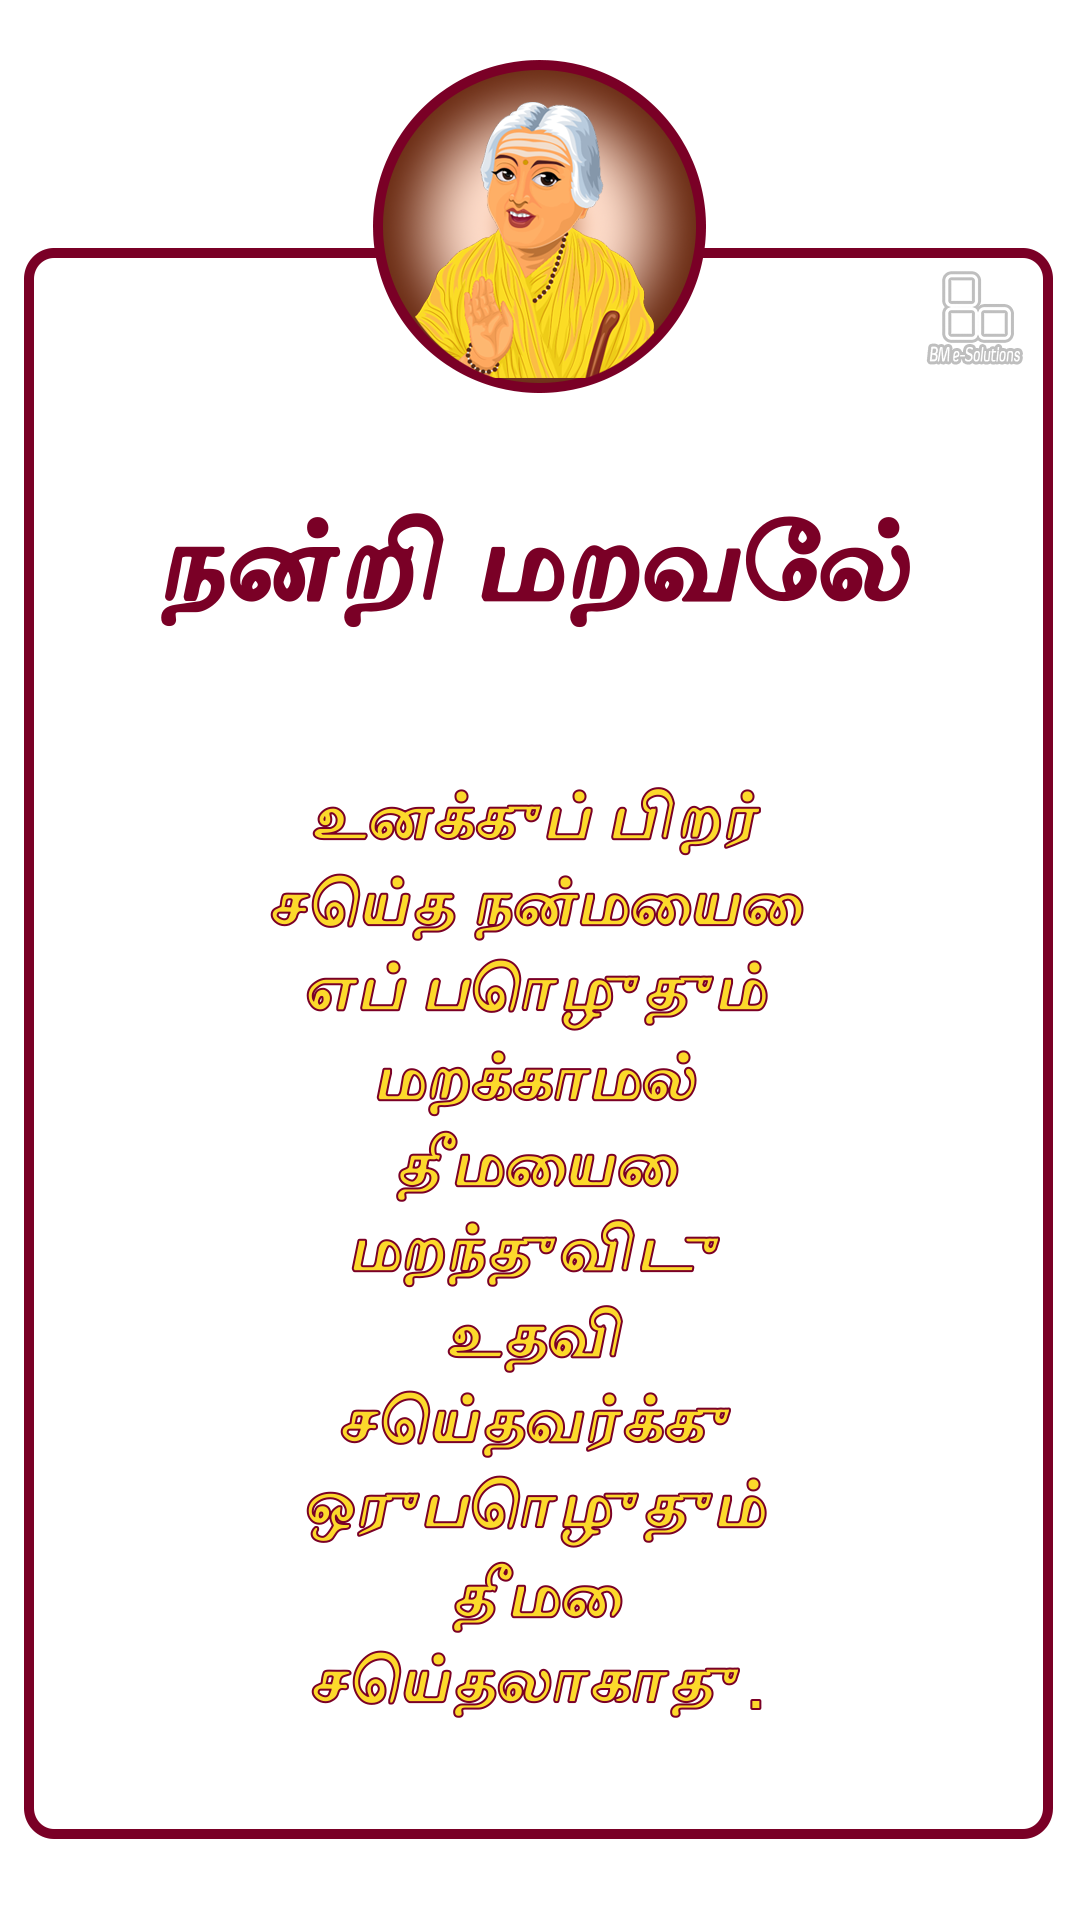 BM e-Solutions
நன்றி மறவேல்
உனக்குப் பிறர்
செய்த நன்மையை
எப் பொழுதும்
மறக்காமல்
தீமையை
மறந்துவிடு
உதவி
செய்தவர்க்கு
ஒருபொழுதும்
தீமை
செய்தலாகாது.